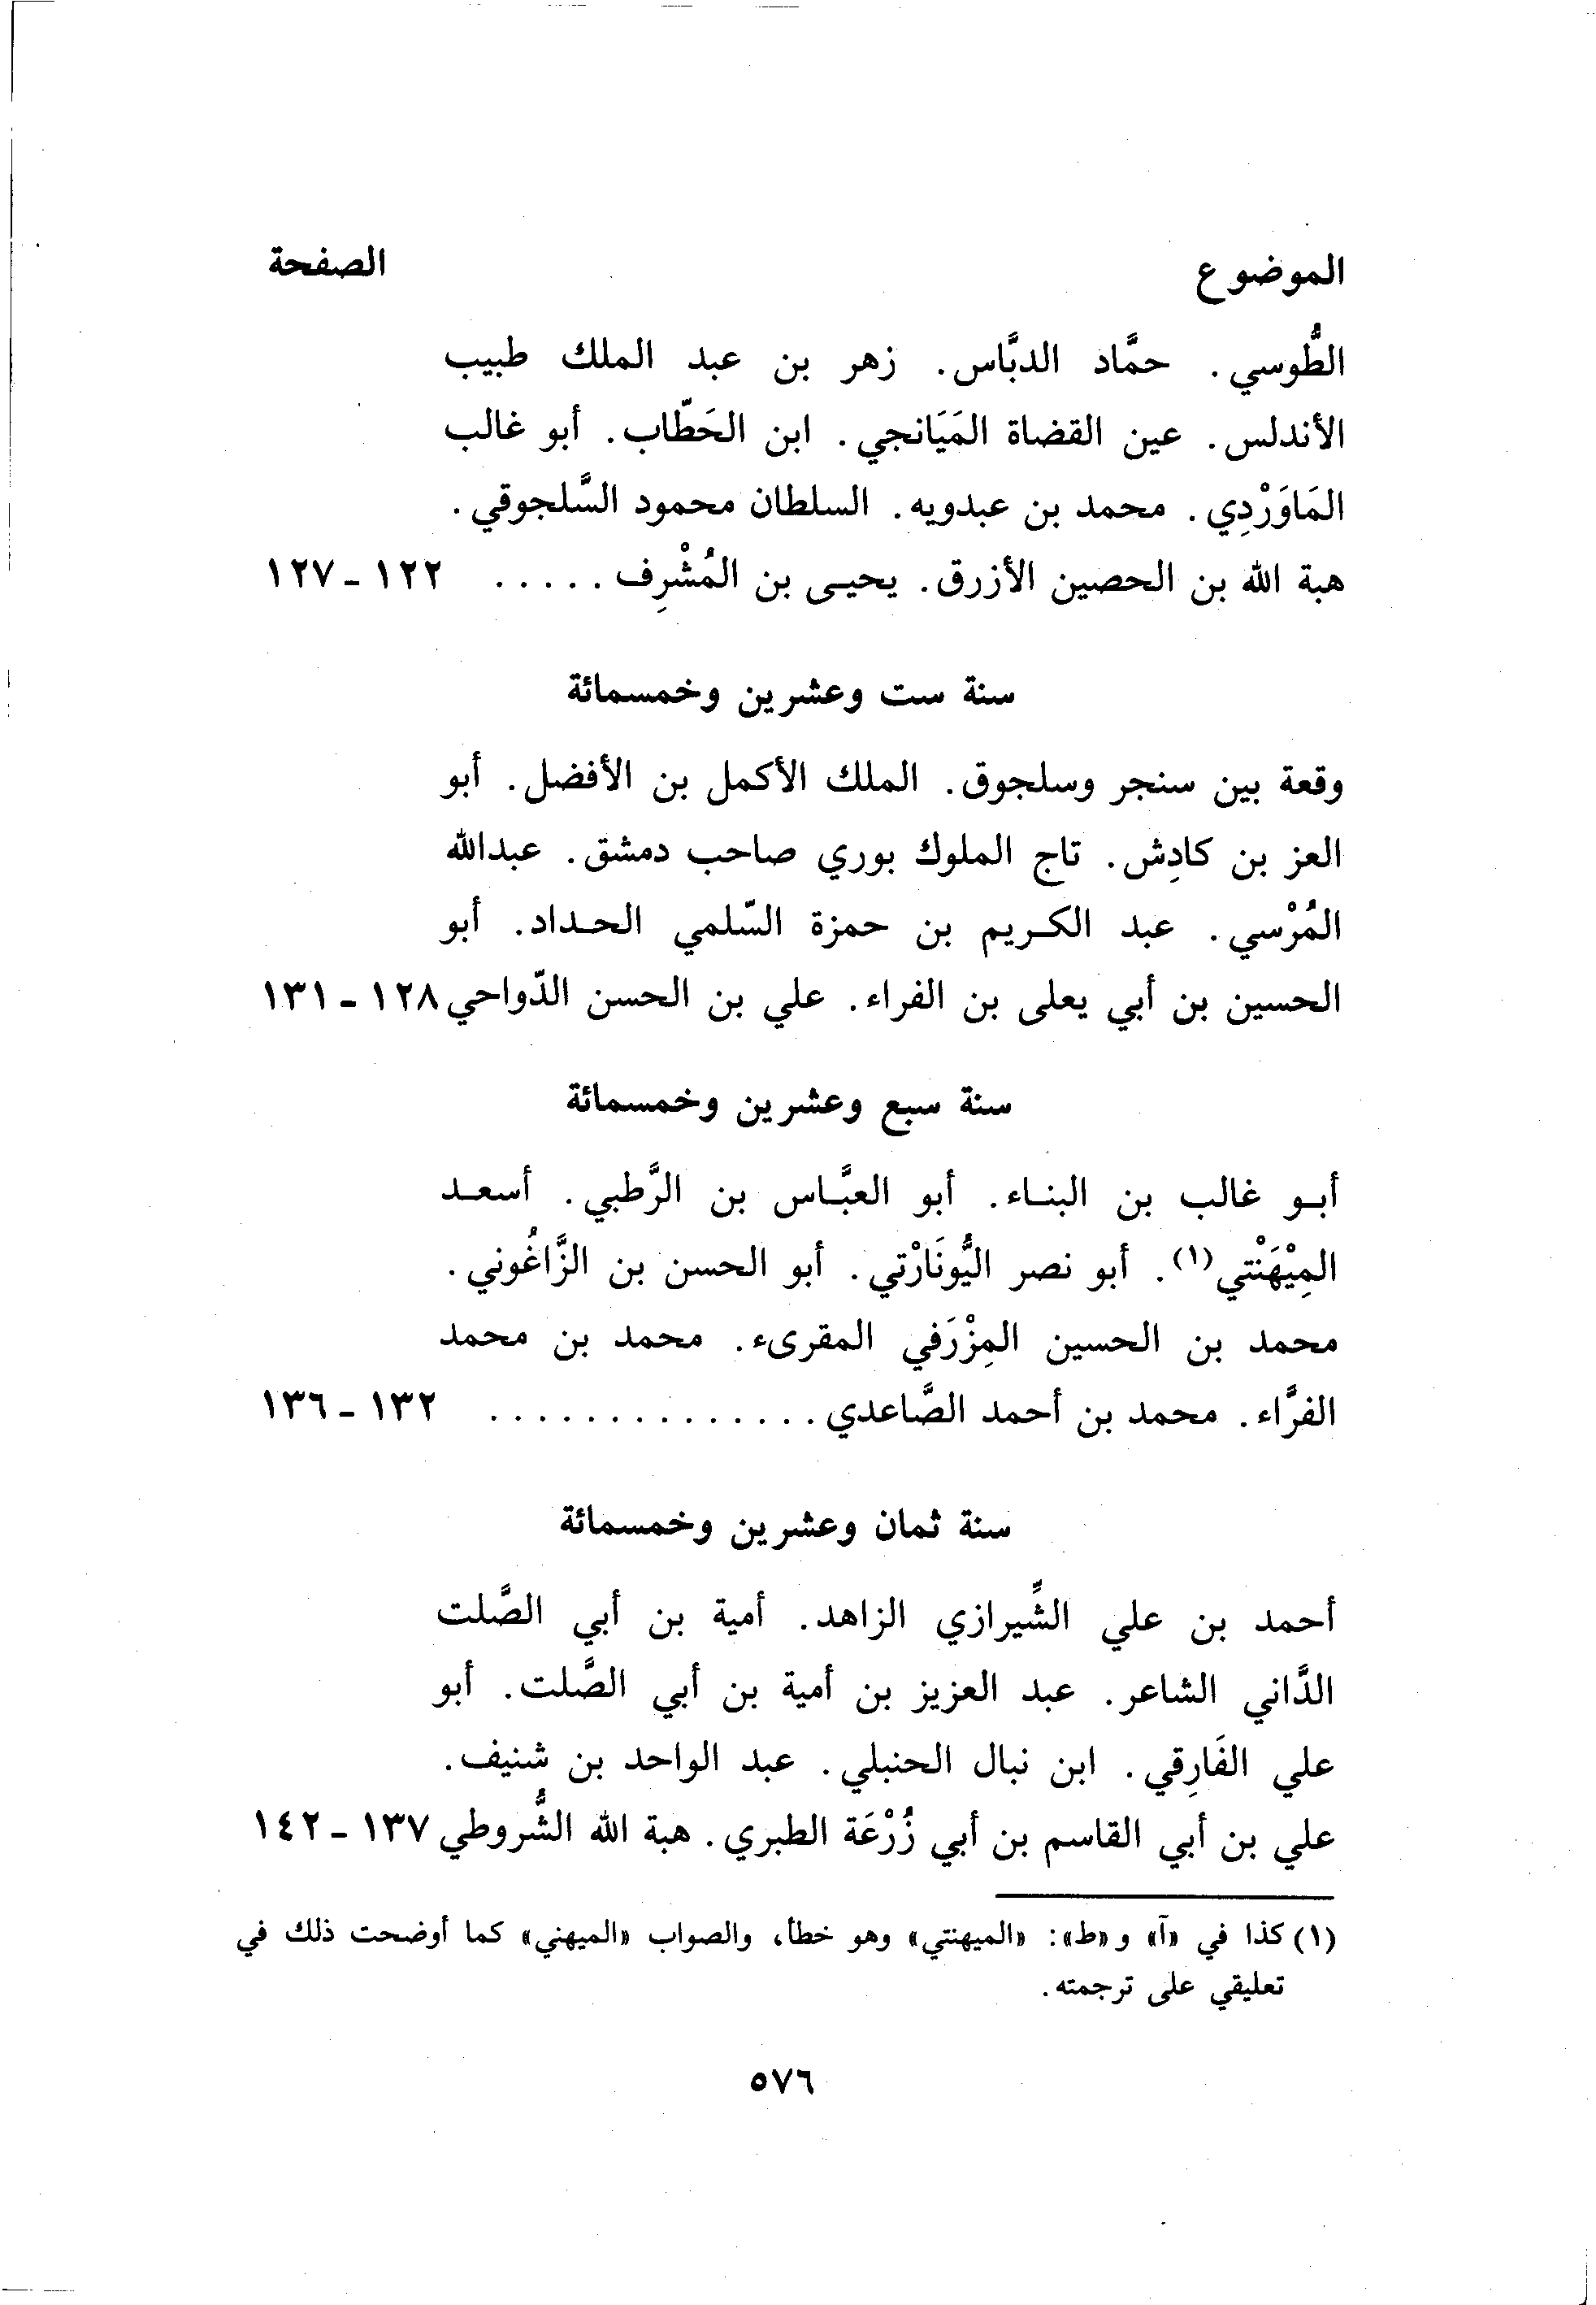 الموضوع الصفحة
الطُّوسي. حمَّاد الدبَّاس. زهر بن عبد الملك طبيب
الأندلس. عين القضاة المَيَانجي. ابن الحَطّاب. أبو غالب
المَاوَرْدِي. محمد بن عبدويه. السلطان محمود السَّلجوقي.
هبة الله بن الحصين الأزرق. يحيـى بن المُشْرِف ..... ١٢٢ - ١٢٧
سنة ست وعشرين وخمسمائة
وقعة بين سنجر وسلجوق. الملك الأكمل بن الأفضل. أبو
العز بن كادِش. تاج الملوك بوري صاحب دمشق. عبدالله
المُرْسي. عبد الكـريم بن حمزة السّلمي الحـداد. أبو
الحسين بن أبي يعلى بن الفراء. علي بن الحسن الدّواحي ١٢٨ - ١٣١
سنة سبع وعشرين وخمسمائة
أبـو غالب بن البنـاء. أبو العبَّـاس بن الرَّطبي. أسعـد
المِيْهَنْتي(١). أبو نصر اليُّونَارْتي. أبو الحسن بن الزَّاغُوني.
محمد بن الحسين المِزْرَفي المقرىء. محمد بن محمد
الفرَّاء. محمد بن أحمد الصَّاعدي .............. ١٣٢ - ١٣٦
سنة ثمان وعشرين وخمسمائة
أحمد بن علي الشِّيرازي الزاهد. أمية بن أبي الصَّلت
الدَّاني الشاعر. عبد العزيز بن أمية بن أبي الصَّلت. أبو
علي الفَارِقي. ابن نبال الحنبلي. عبد الواحد بن شنيف.
علي بن أبي القاسم بن أبي زُرْعَة الطبري. هبة الله الشُّروطي ١٣٧ - ١٤٢
(١) كذا في «آ» و«ط»: «الميهنتي» وهو خطأ، والصواب «الميهني» كما أوضحت ذلك في
تعليقي على ترجمته.
٥٧٦